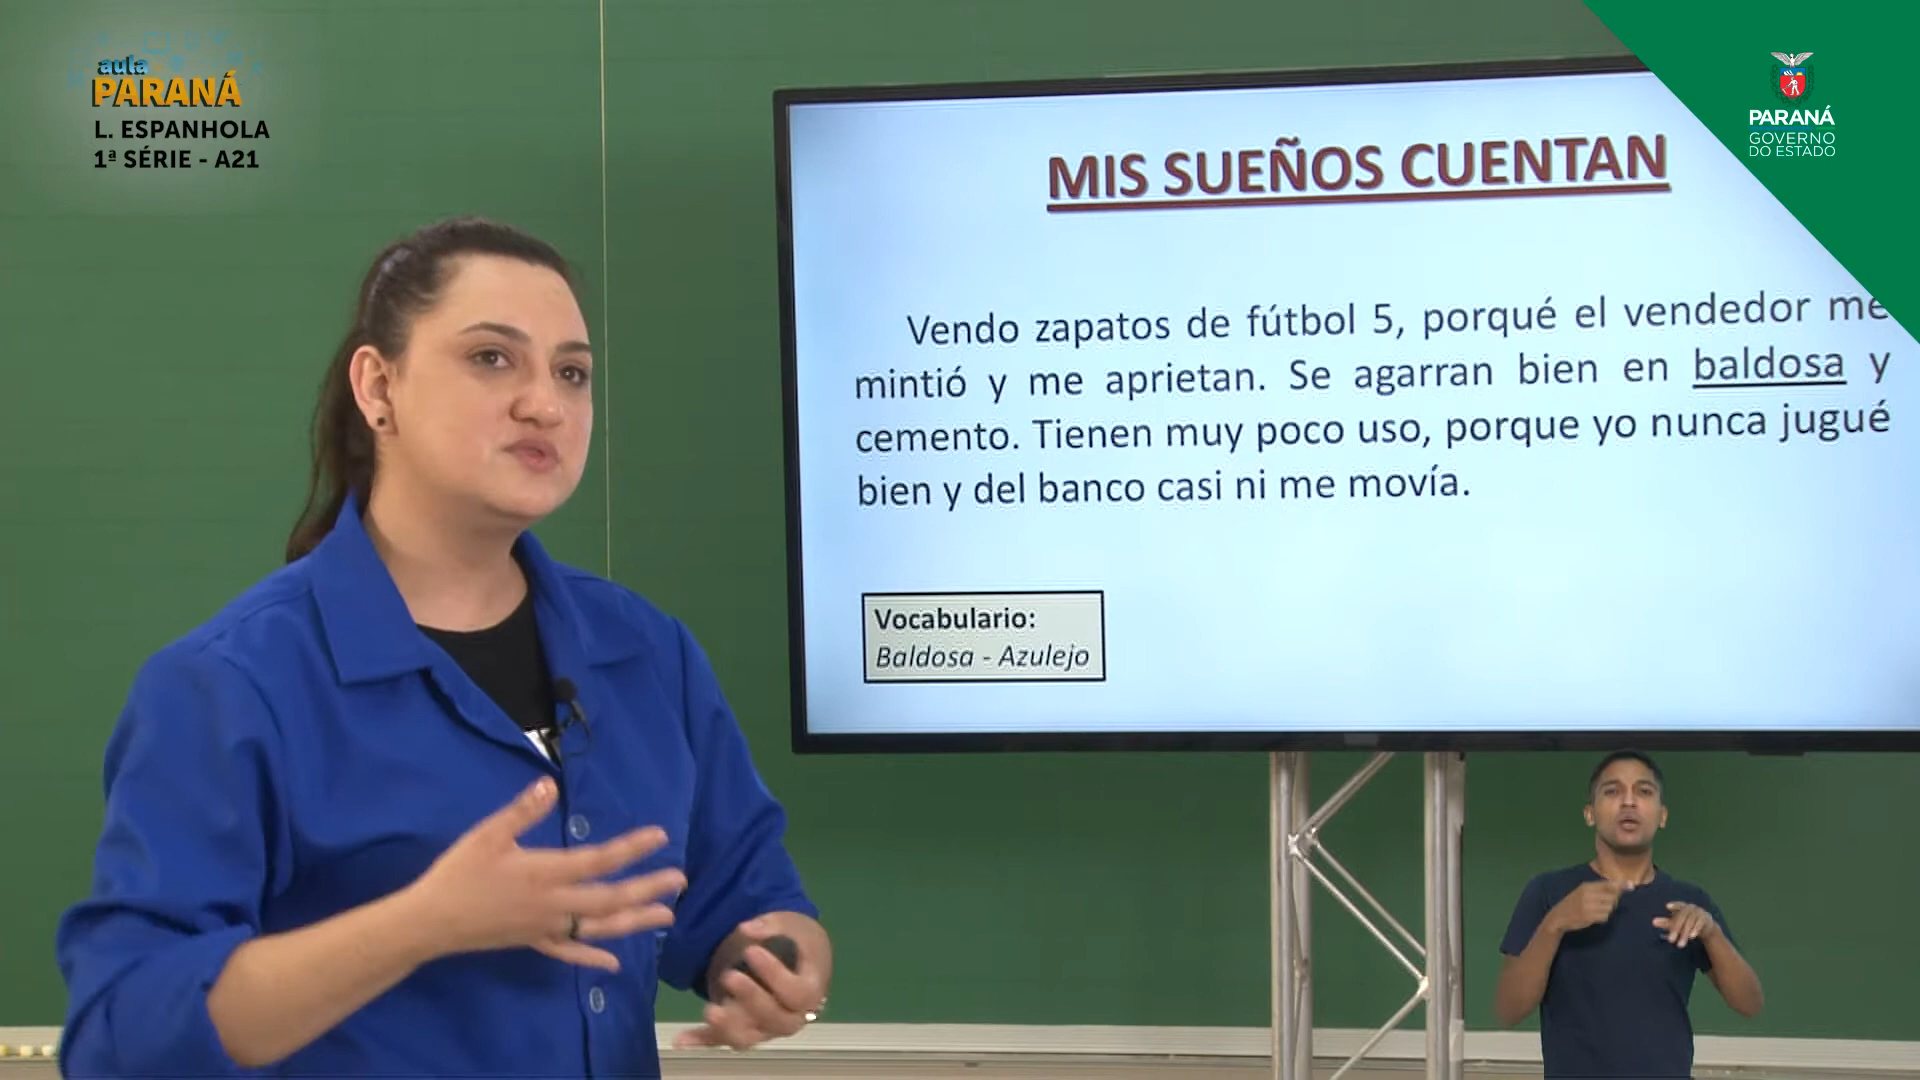 aula
PARANÁ
L. ESPANHOLA
1ª SÉRIE - A21
PARANÁ
GOVERNO
DO ESTADO
MIS SUEÑOS CUENTAN
Vendo zapatos de fútbol 5, porqué el vendedor me
mintió y me aprietan. Se agarran bien en baldosa y
cemento. Tienen muy poco uso, porque yo nunca jugué
bien y del banco casi ni me movía.
Vocabulario:
Baldosa - Azulejo